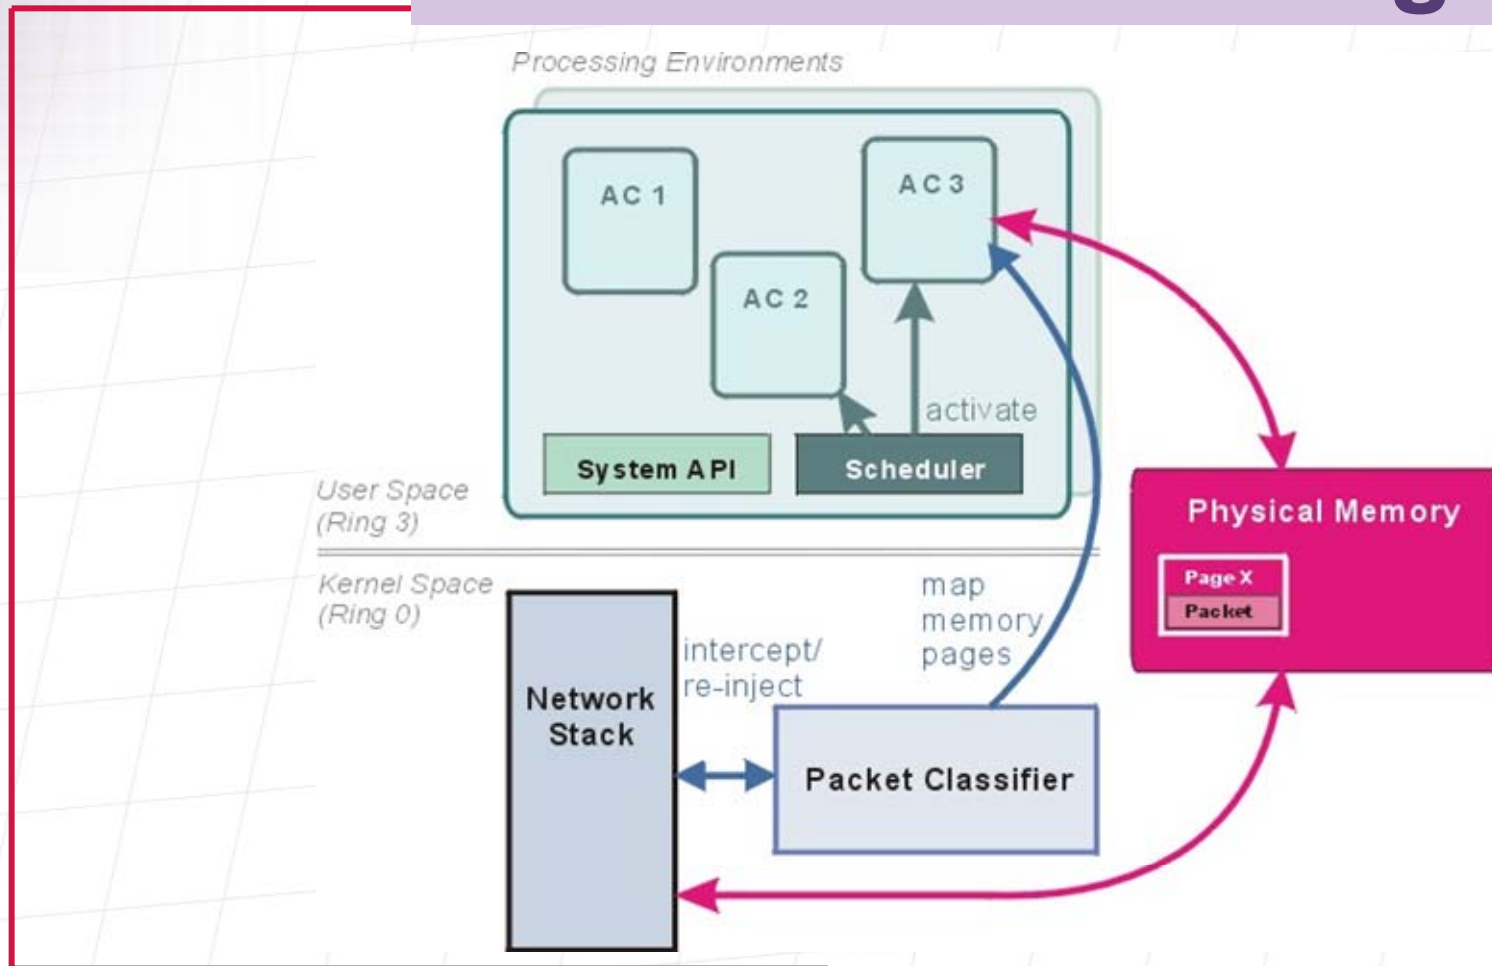 g
Processing Environments
AC 1
AC 3
AC 2
activate
System API
Scheduler
User Space
(Ring 3)
Physical Memory
Kernel Space
(Ring 0)
Page X
Packet
map
memory
pages
intercept/
re-inject
Network
Stack
Packet Classifier